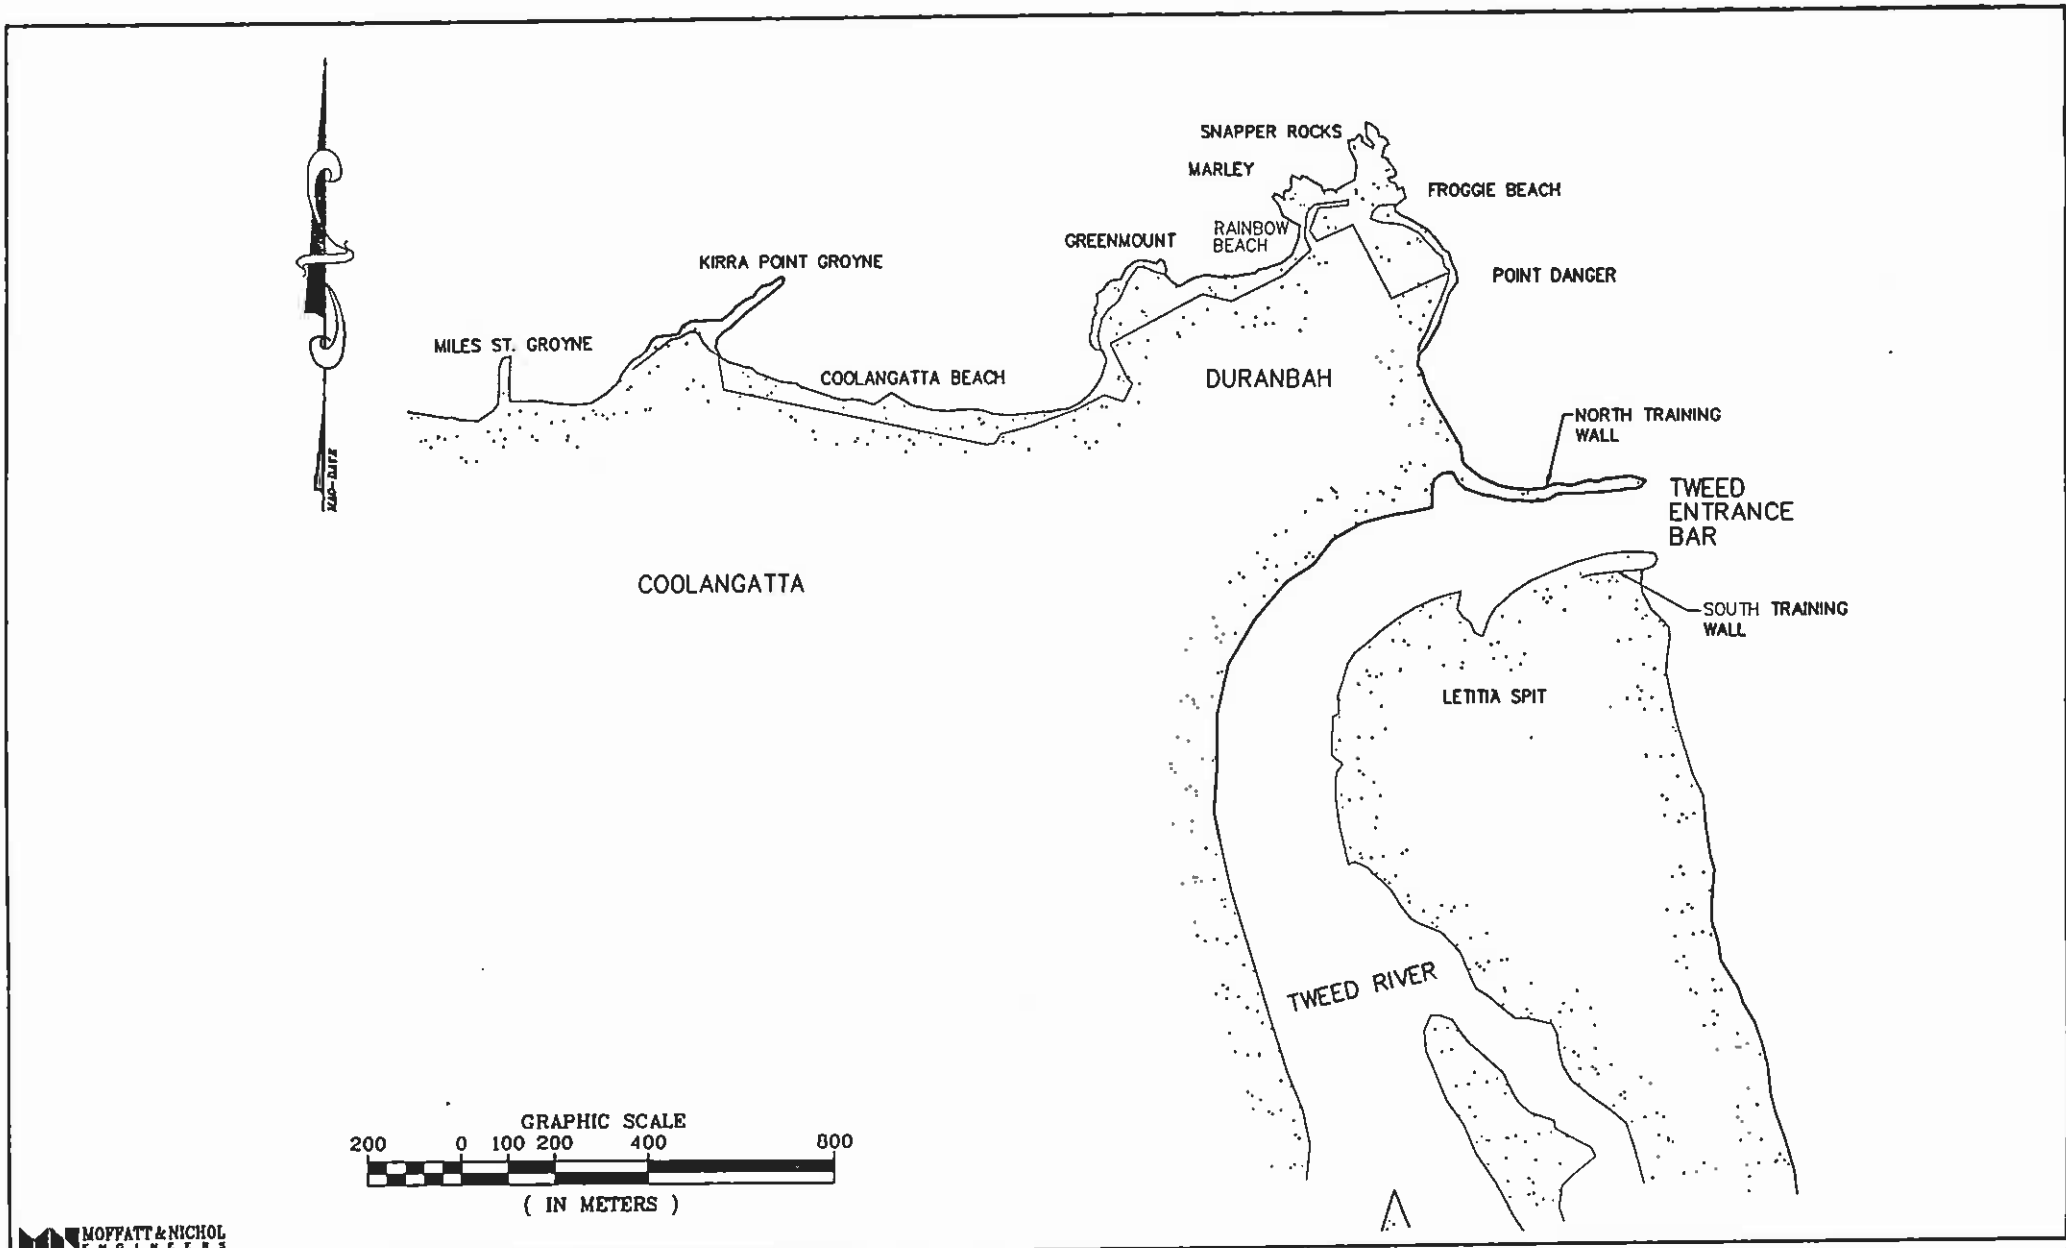 SNAPPER ROCKS
MARLEY
FROGGIE BEACH
RAINBOW
BEACH
GREENMOUNT
KIRRA POINT GROYNE
POINT DANGER
MILES ST. GROYNE
COOLANGATTA BEACH
DURANBAH
NORTH TRAINING
WALL
TWEED
ENTRANCE
BAR
COOLANGATTA
SOUTH TRAINING
WALL
LETITIA SPIT
TWEED RIVER
GRAPHIC SCALE
200 0 100 200 400 800
( IN METERS )
MOFFATT & NICHOL
ENGINEERS